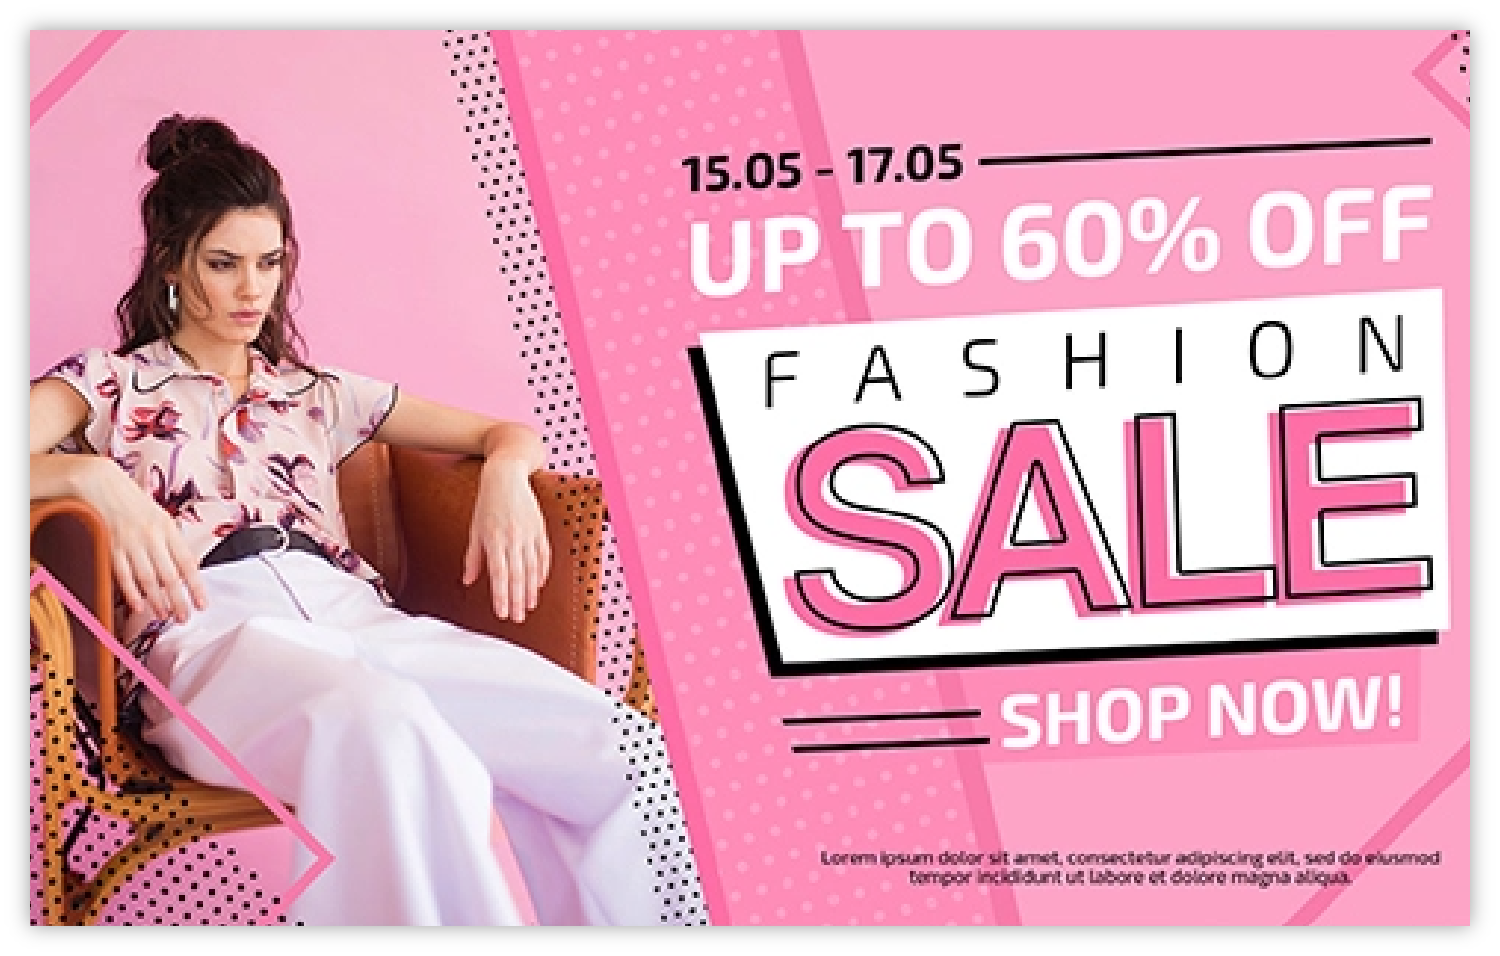 15.05 - 17.05
UP TO 60% OFF
FASHION
SALE
SHOP NOW!
Lorem ipsum dolor sit amet, consectetur adipiscing elit, sed do eiusmod
tempor incididunt ut labore et dolore magna aliqua.